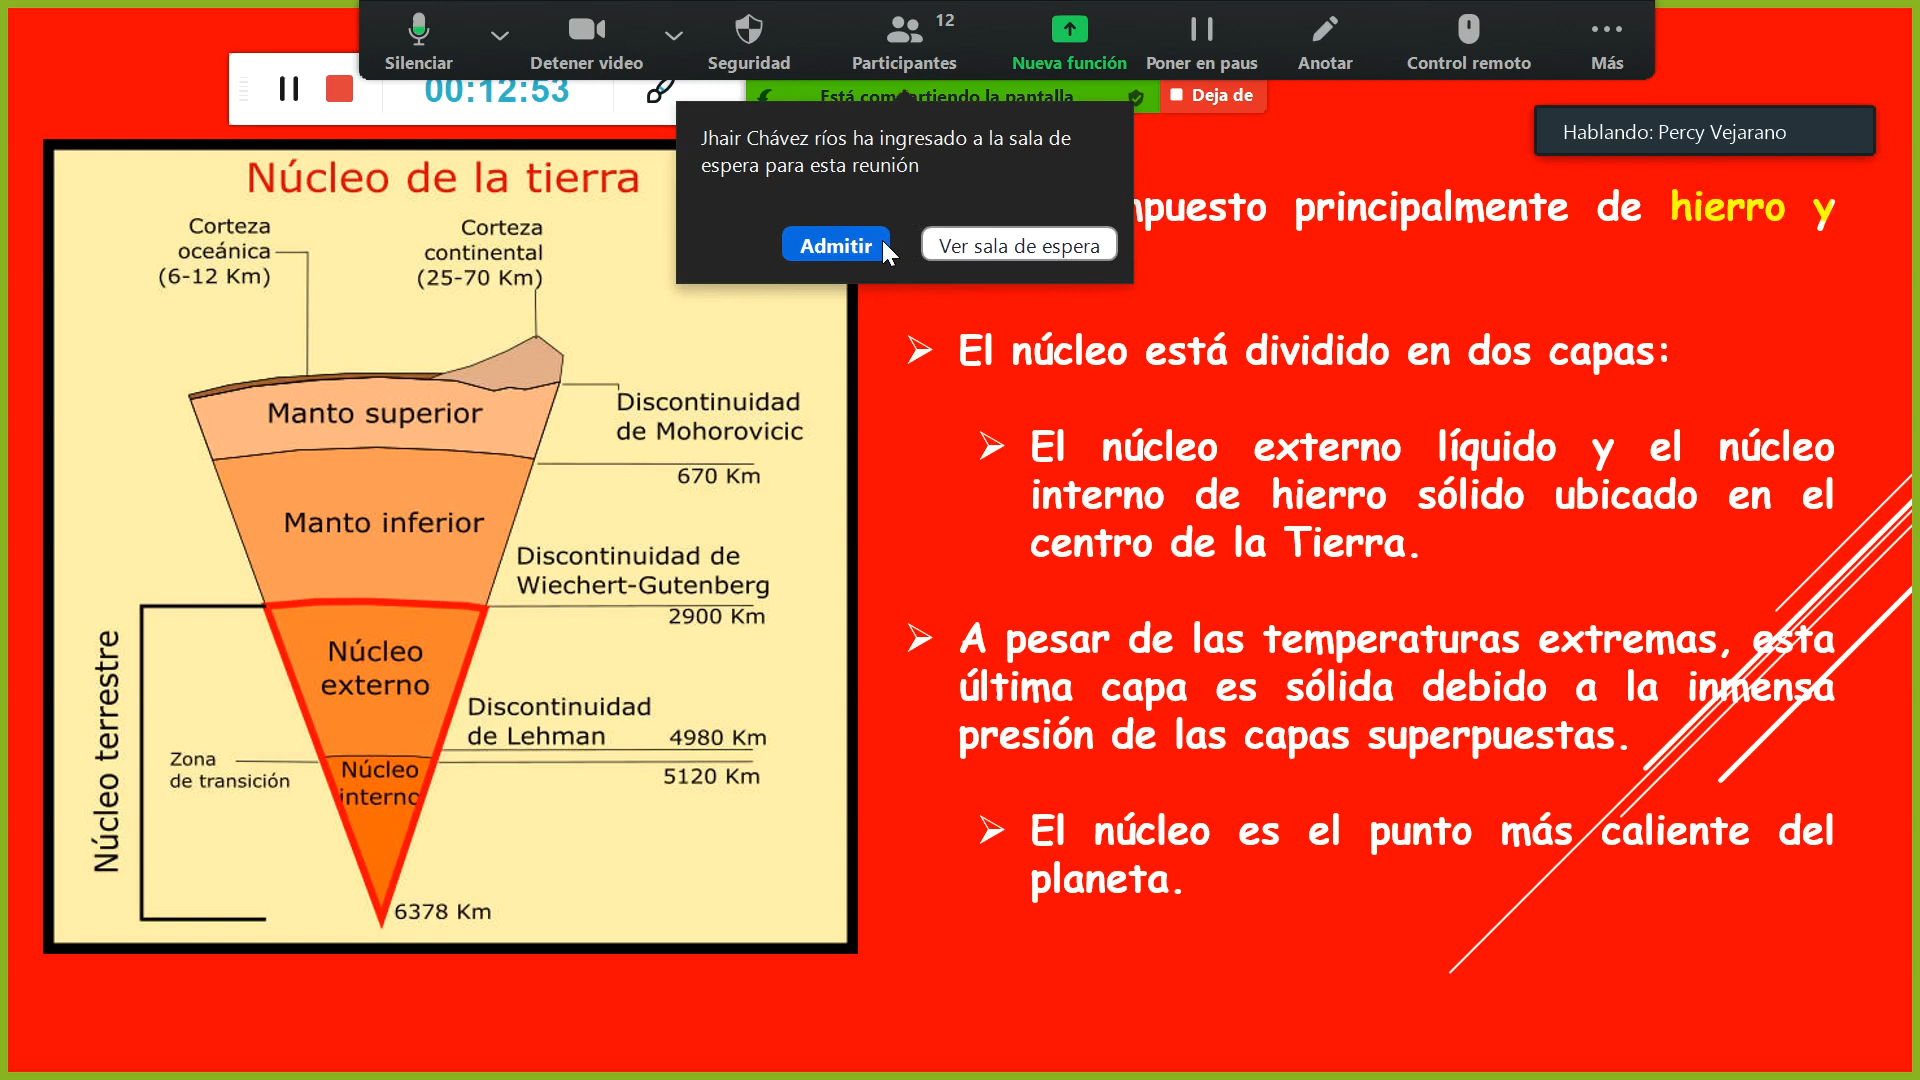 Silenciar
Detener video
Seguridad
Participantes
12
Nueva función
Poner en paus
Anotar
Control remoto
Más
00:12:53
Está compartiendo la pantalla
Deja de
Hablando: Percy Vejarano
Jhair Chávez ríos ha ingresado a la sala de
espera para esta reunión
Admitir
Ver sala de espera
Núcleo de la tierra
Corteza
oceánica
(6-12 Km)
Corteza
continental
(25-70 Km)
Manto superior
Discontinuidad
de Mohorovicic
670 Km
Manto inferior
Discontinuidad de
Wiechert-Gutenberg
2900 Km
Núcleo terrestre
Núcleo
externo
Discontinuidad
de Lehman
4980 Km
Zona
de transición
Núcleo
interno
5120 Km
6378 Km
principalmente de hierro y
El núcleo está dividido en dos capas:
El núcleo externo líquido y el núcleo
interno de hierro sólido ubicado en el
centro de la Tierra.
A pesar de las temperaturas extremas, esta
última capa es sólida debido a la inmensa
presión de las capas superpuestas.
El núcleo es el punto más caliente del
planeta.